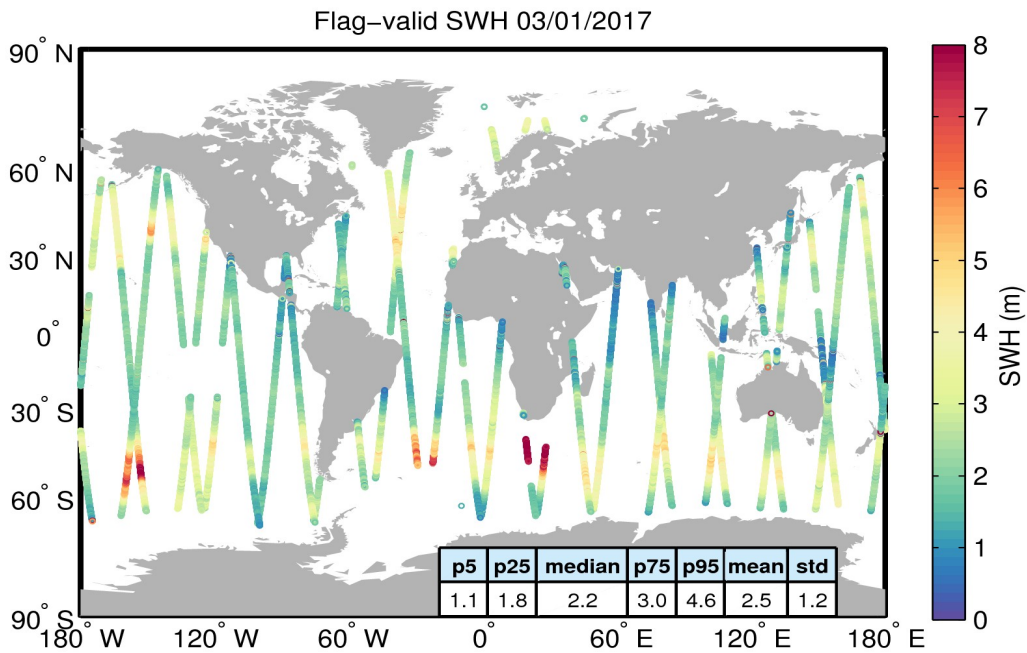 Flag−valid SWH 03/01/2017
90° N
60° N
30° N
0°
30° S
60° S
90° S
180° W
120° W
60° W
0°
60° E
120° E
180° E
p5 p25 median p75 p95 mean std
1.1 1.8 2.2 3.0 4.6 2.5 1.2
8
7
6
5
4
3
2
1
0
SWH (m)